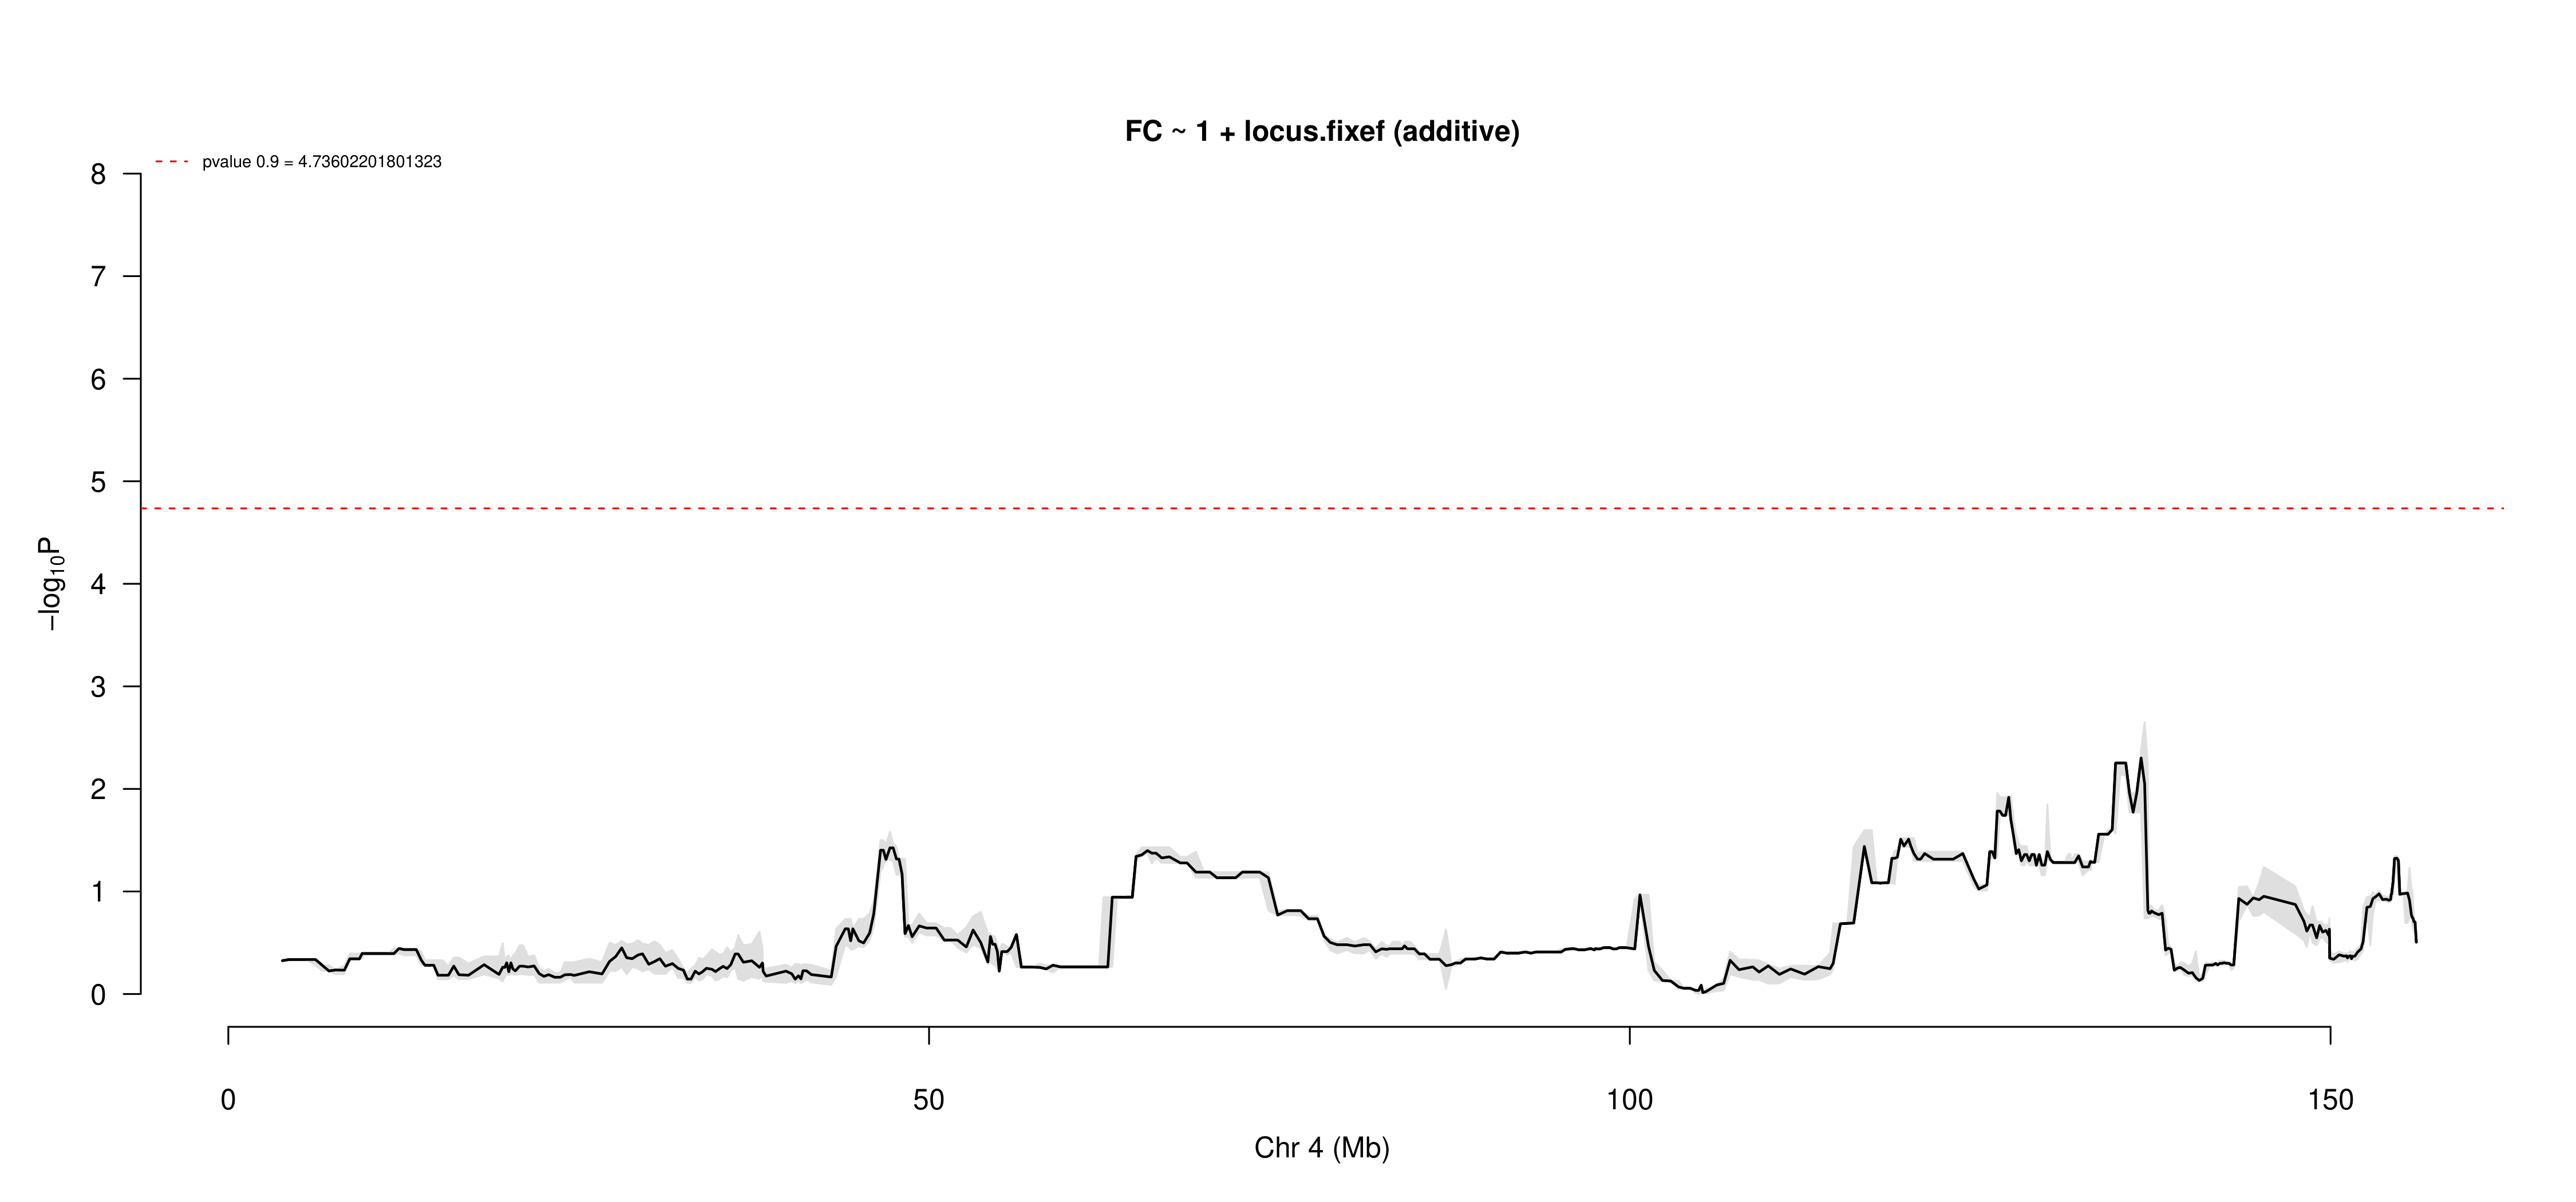 FC ~ 1 + locus.fixef (additive)
pvalue 0.9 = 4.73602201801323
8
7
6
5
4
3
2
1
0
−log10P
0 50 100 150
Chr 4 (Mb)